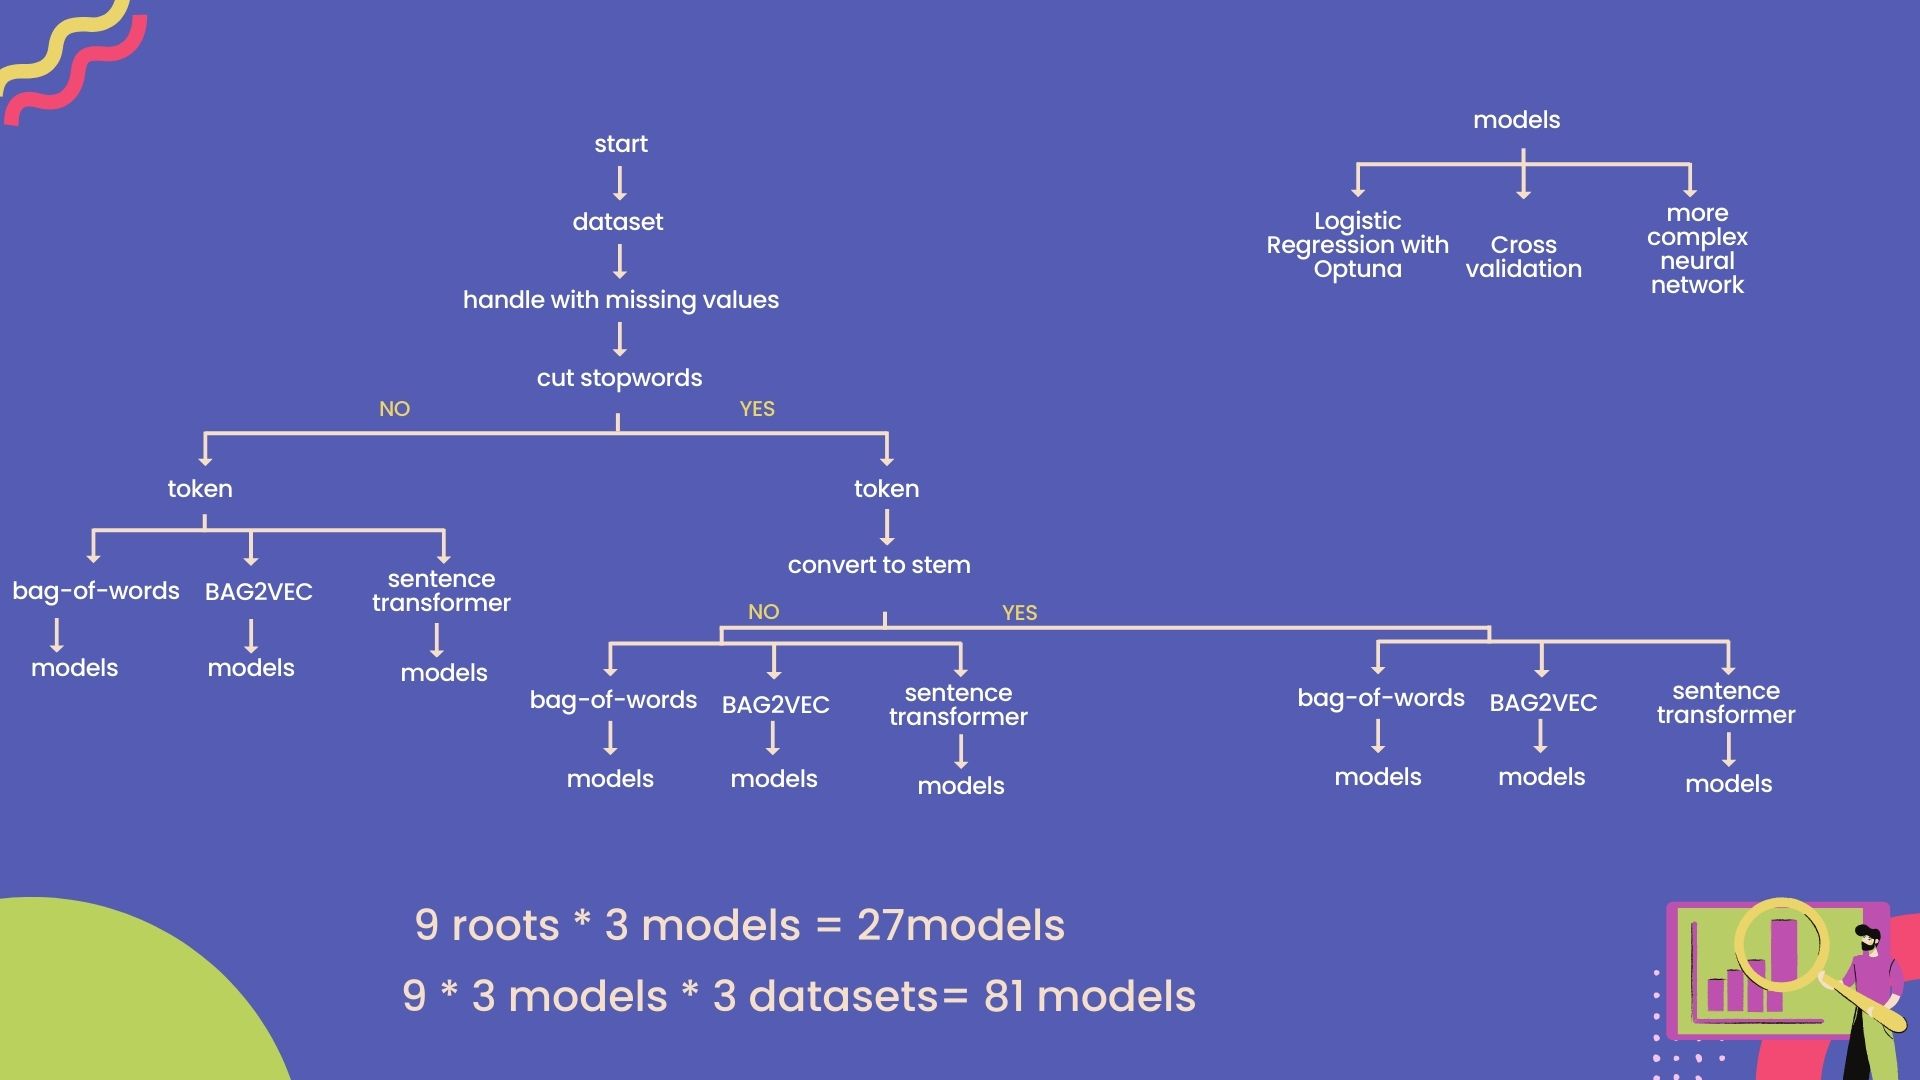 start
dataset
handle with missing values
cut stopwords
NO
YES
token
token
bag-of-words
BAG2VEC
sentence
transformer
models
models
models
convert to stem
NO
YES
bag-of-words
BAG2VEC
sentence
transformer
models
models
models
bag-of-words
BAG2VEC
sentence
transformer
models
models
models
models
Logistic
Regression with
Optuna
Cross
validation
more
complex
neural
network
9 roots * 3 models = 27models
9 * 3 models * 3 datasets= 81 models